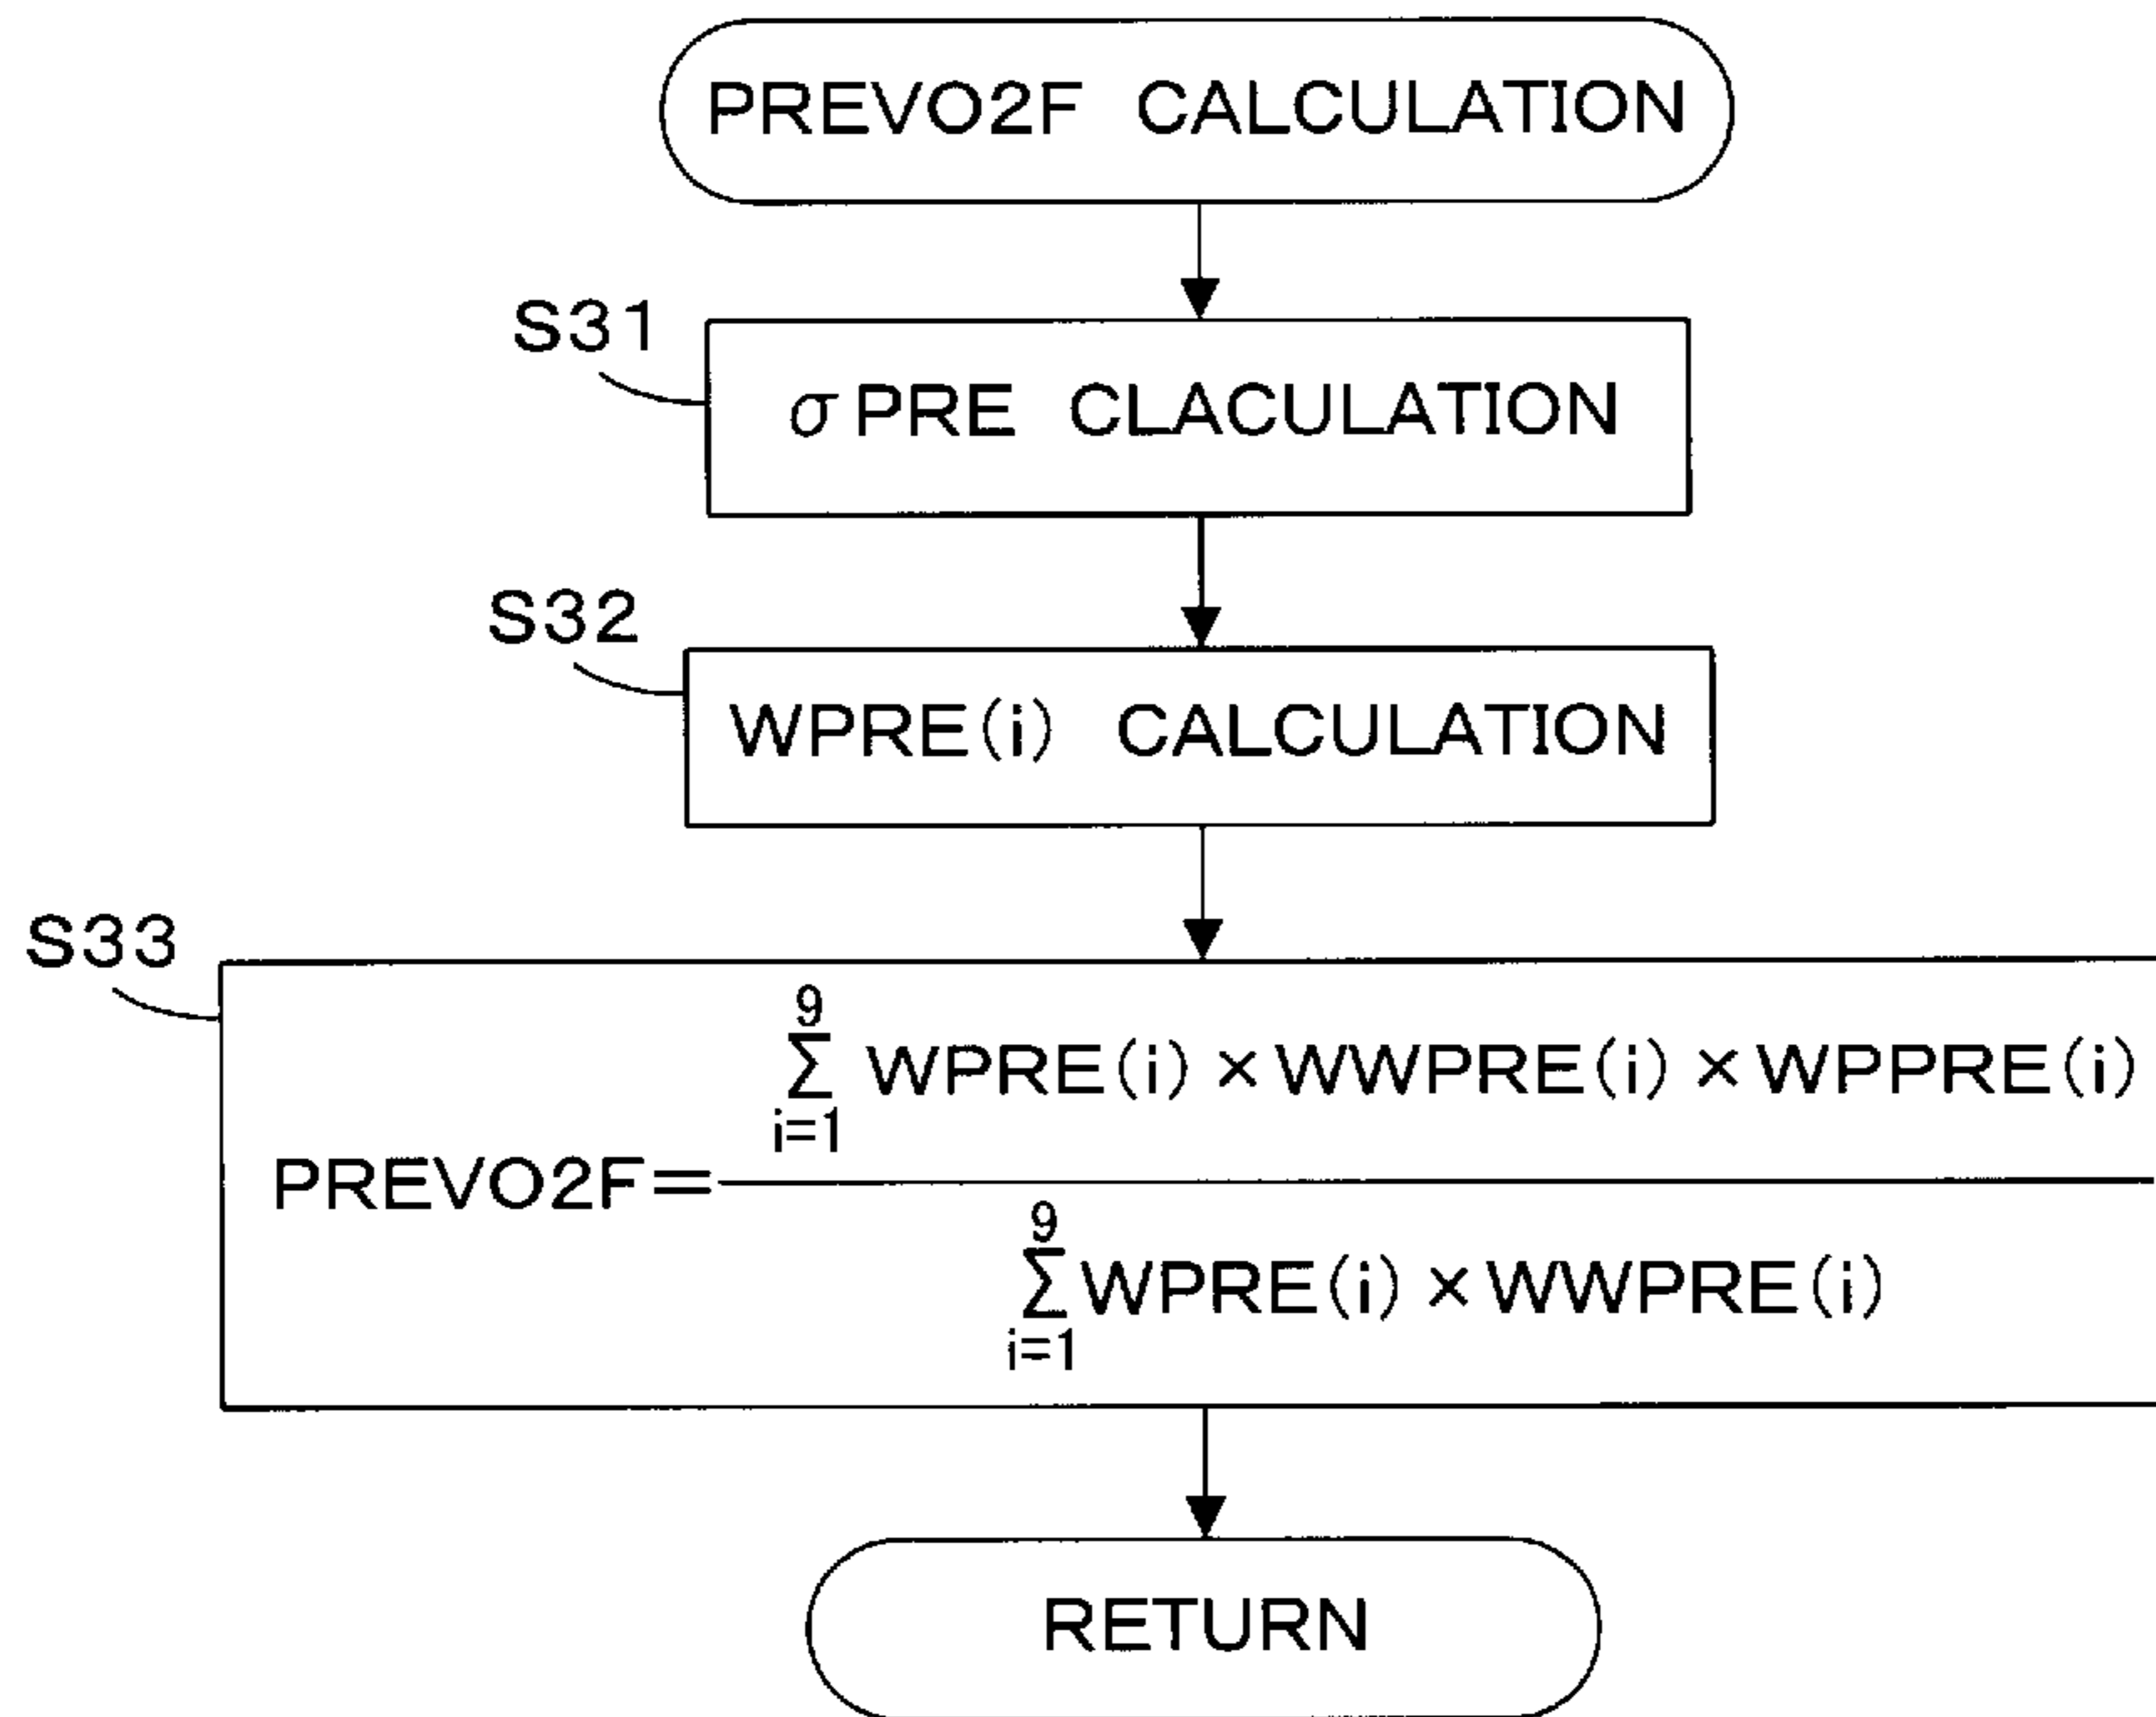 PREVO2F CALCULATION
S31
σPRE CLACULATION
S32
WPRE(i) CALCULATION
S33
9
Σ WPRE(i) × WWPRE(i) × WPPRE(i)
i=1
PREVO2F=
9
Σ WPRE(i) × WWPRE(i)
i=1
RETURN